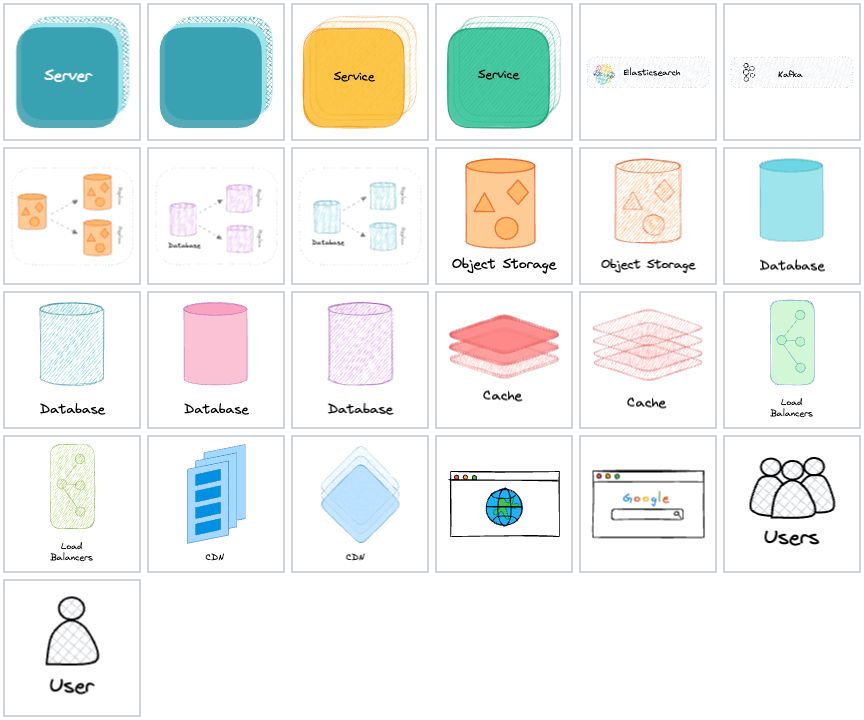 Server
Service
Service
Elasticsearch
Kafka
Database
Database
Object Storage
Object Storage
Database
Database
Database
Database
Cache
Cache
Load
Balancers
Load
Balancers
CDN
CDN
Google
Users
User